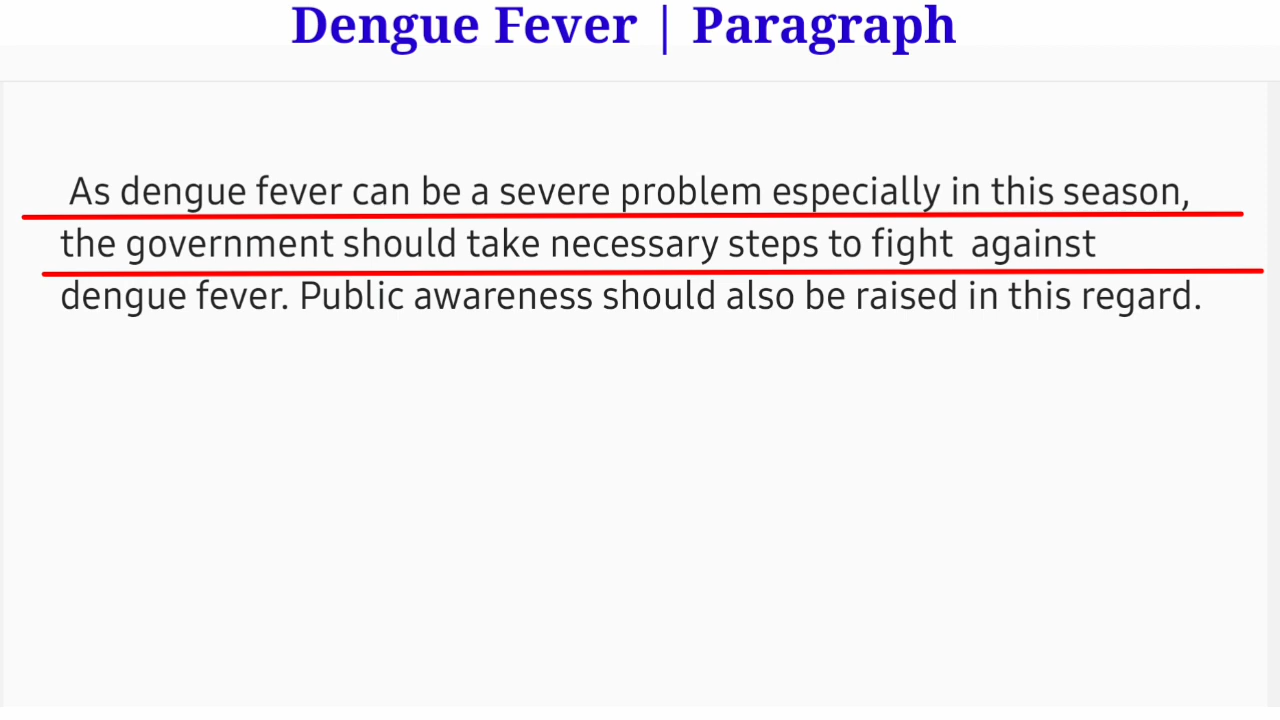 Dengue Fever | Paragraph
As dengue fever can be a severe problem especially in this season,
the government should take necessary steps to fight  against
dengue fever. Public awareness should also be raised in this regard.